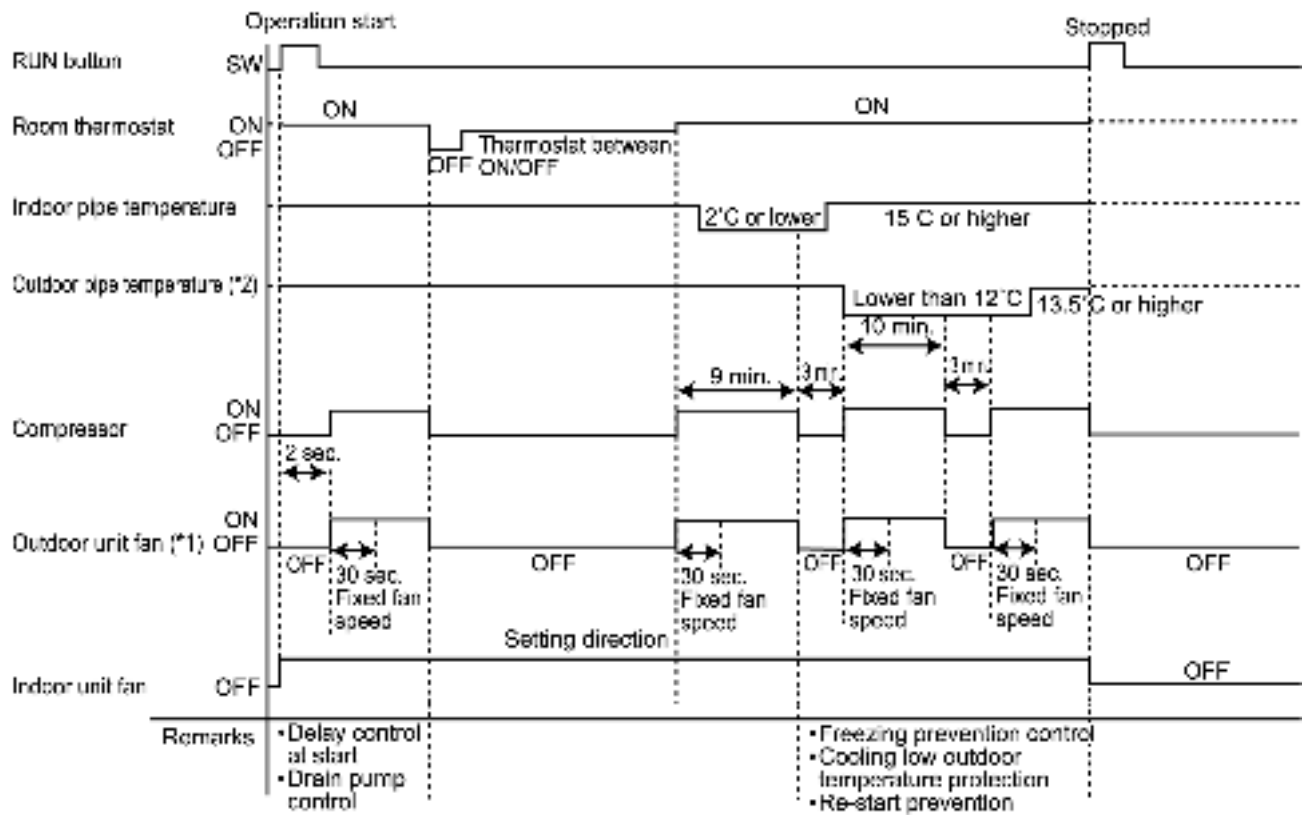 Operation start
Stopped
RUN button SW
ON ON
Room thermostat ON
OFF
OFF
Thermostat between
ON/OFF
Indoor pipe temperature
2°C or lower
15 C or higher
Outdoor pipe temperature (*2)
Lower than 12°C
13.5°C or higher
10 min.
9 min.
ON
Compressor OFF
2 sec.
ON
Outdoor unit fan (*1) OFF
OFF OFF OFF OFF OFF
30 sec. 30 sec. 30 sec. 30 sec.
Fixed fan Fixed fan Fixed fan Fixed fan
speed speed speed speed
Setting direction
OFF
Indoor unit fan OFF
Remarks
•Delay control
at start
•Drain pump
control
•Freezing prevention control
•Cooling low outdoor
temperature protection
•Re-start prevention